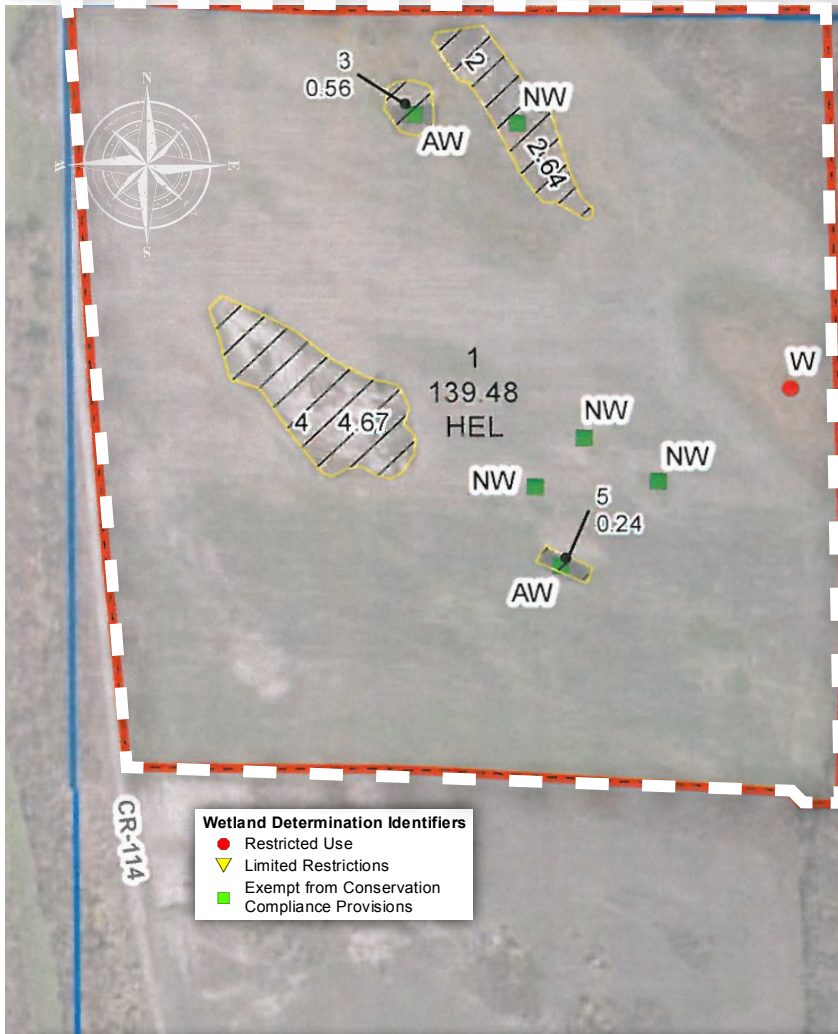 N
E
S
3
0.56
AW
2
NW
2.64
1
139.48
HEL
W
4 4.67
NW
NW
NW
5
0.24
AW
CR-114
Wetland Determination Identifiers
Restricted Use
Limited Restrictions
Exempt from Conservation
Compliance Provisions